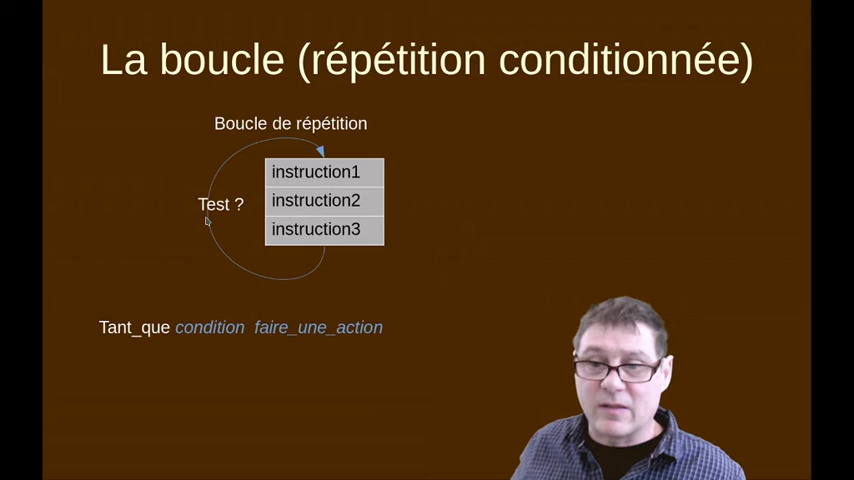 La boucle (répétition conditionnée)
Boucle de répétition
instruction1
Test ?
instruction2
instruction3
Tant_que condition faire_une_action